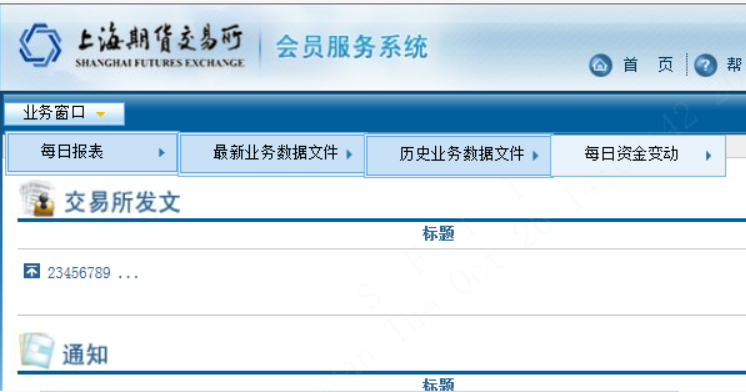 上海期货交易所
SHANGHAI FUTURES EXCHANGE
会员服务系统
首 页
帮
业务窗口
每日报表
最新业务数据文件
历史业务数据文件
每日资金变动
交易所发文
标题
23456789 ...
通知
标题